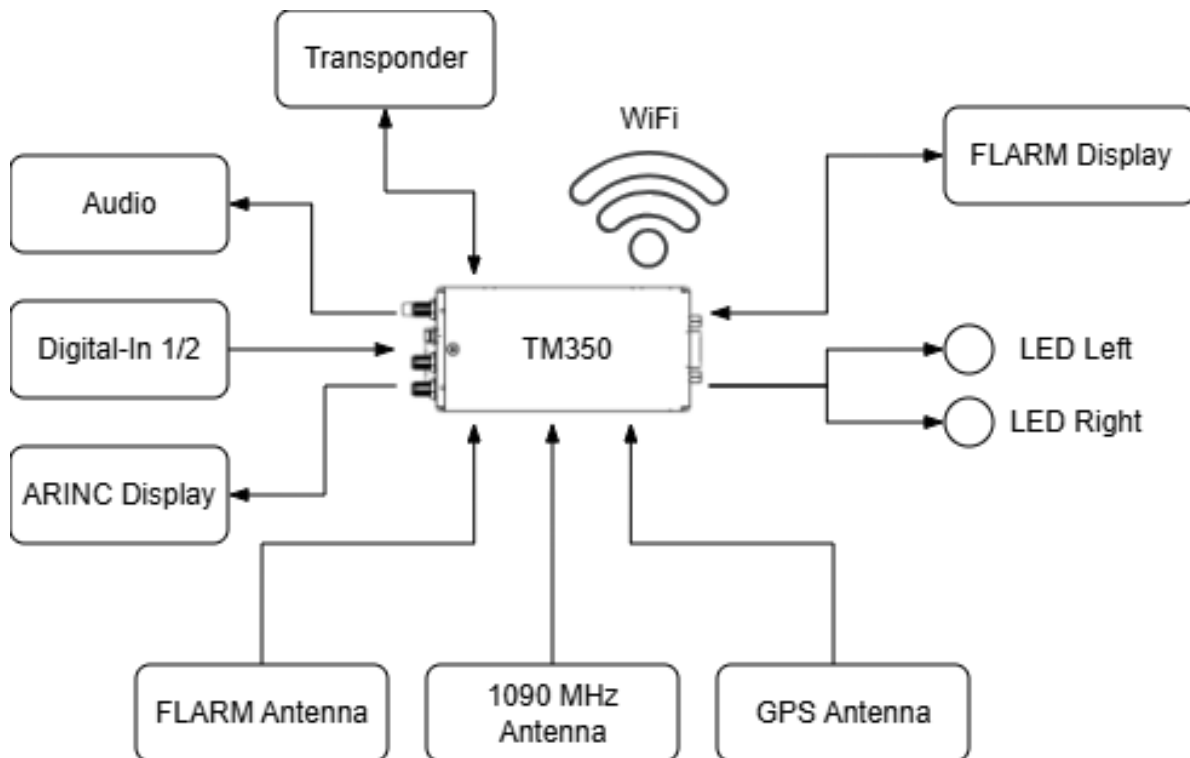 Transponder
WiFi
FLARM Display
Audio
Digital-In 1/2
TM350
LED Left
LED Right
ARINC Display
FLARM Antenna
1090 MHz
Antenna
GPS Antenna